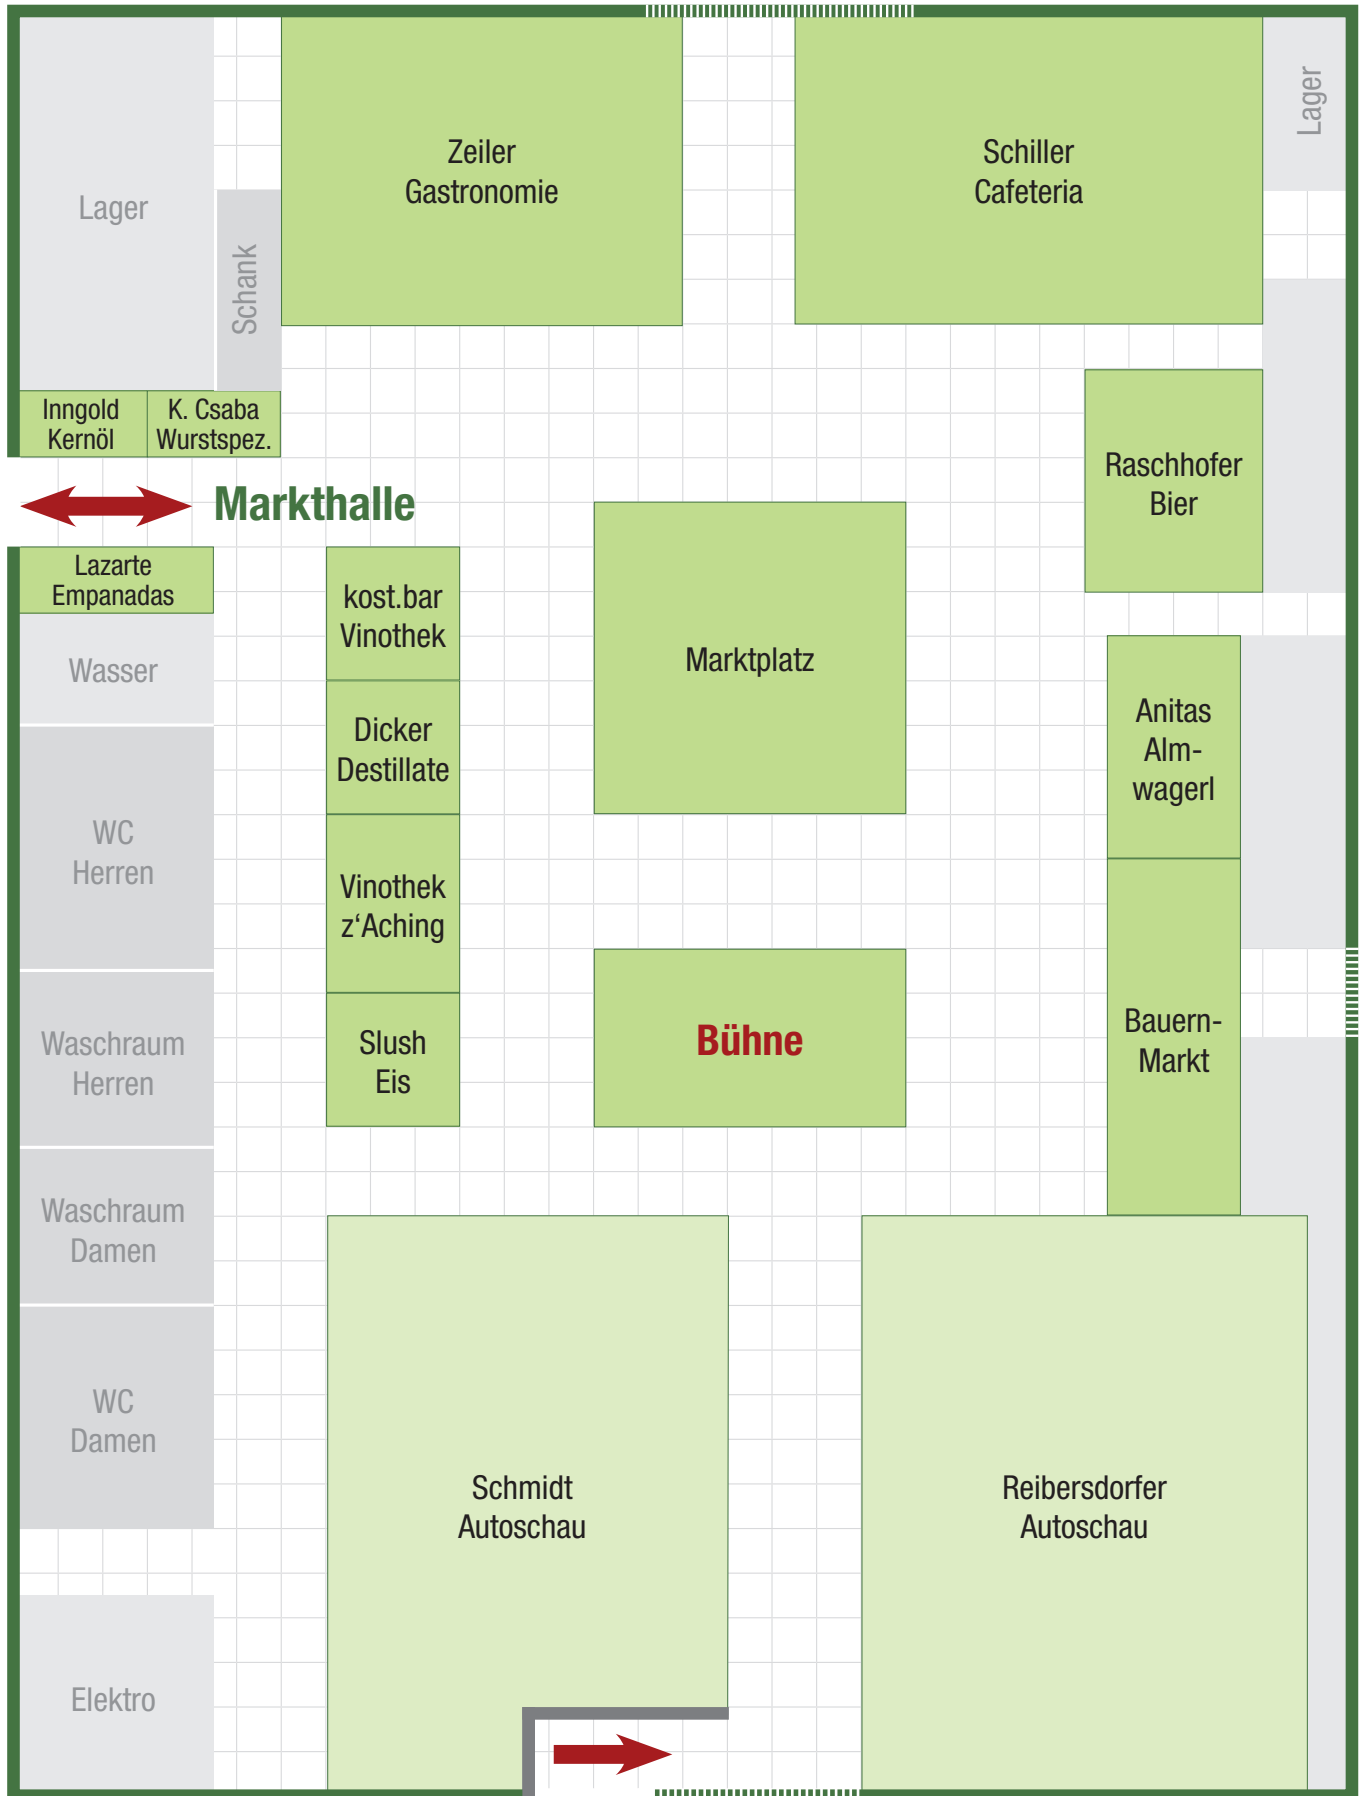 Lager
Zeiler
Gastronomie
Schiller
Cafeteria
Lager
Schank
Inngold
Kernöl
K. Csaba
Wurstspez.
Raschhofer
Bier
Markthalle
Lazarte
Empanadas
kost.bar
Vinothek
Marktplatz
Wasser
Anitas
Alm-
wagerl
Dicker
Destillate
WC
Herren
Vinothek
z‘Aching
Bühne
Bauern-
Markt
Waschraum
Herren
Slush
Eis
Waschraum
Damen
WC
Damen
Schmidt
Autoschau
Reibersdorfer
Autoschau
Elektro